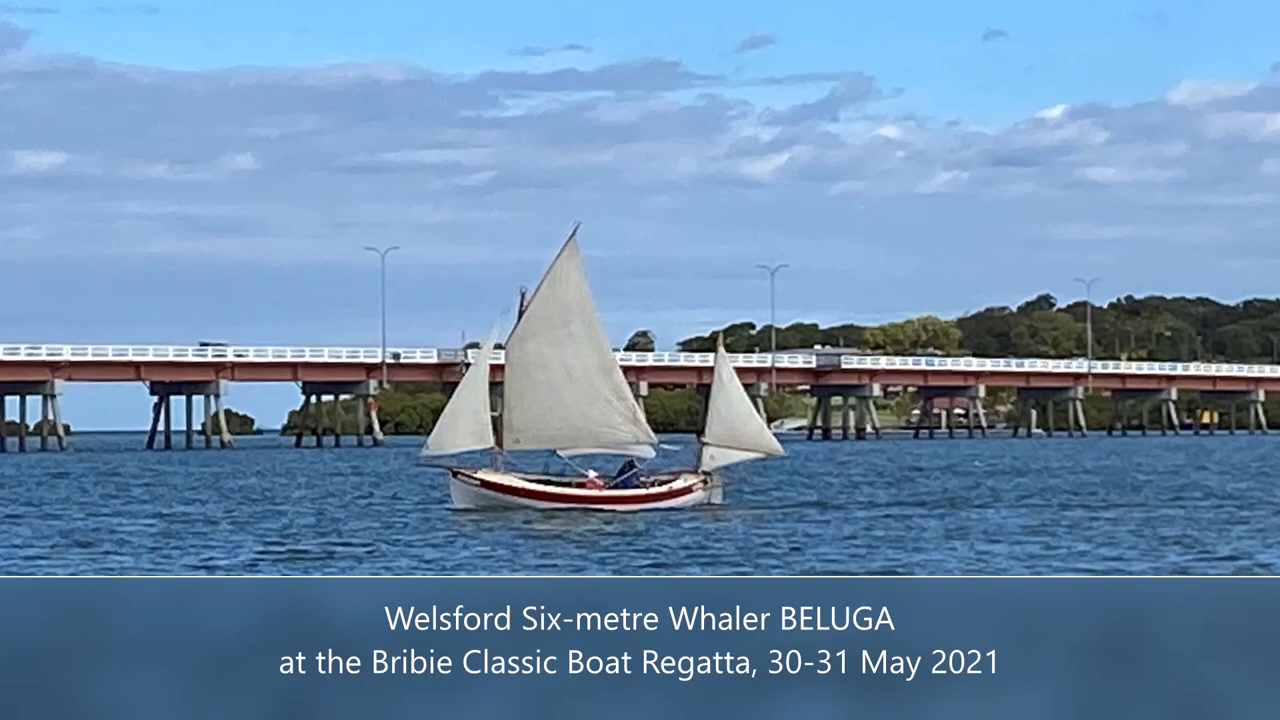 Welsford Six-metre Whaler BELUGA
at the Bribie Classic Boat Regatta, 30-31 May 2021